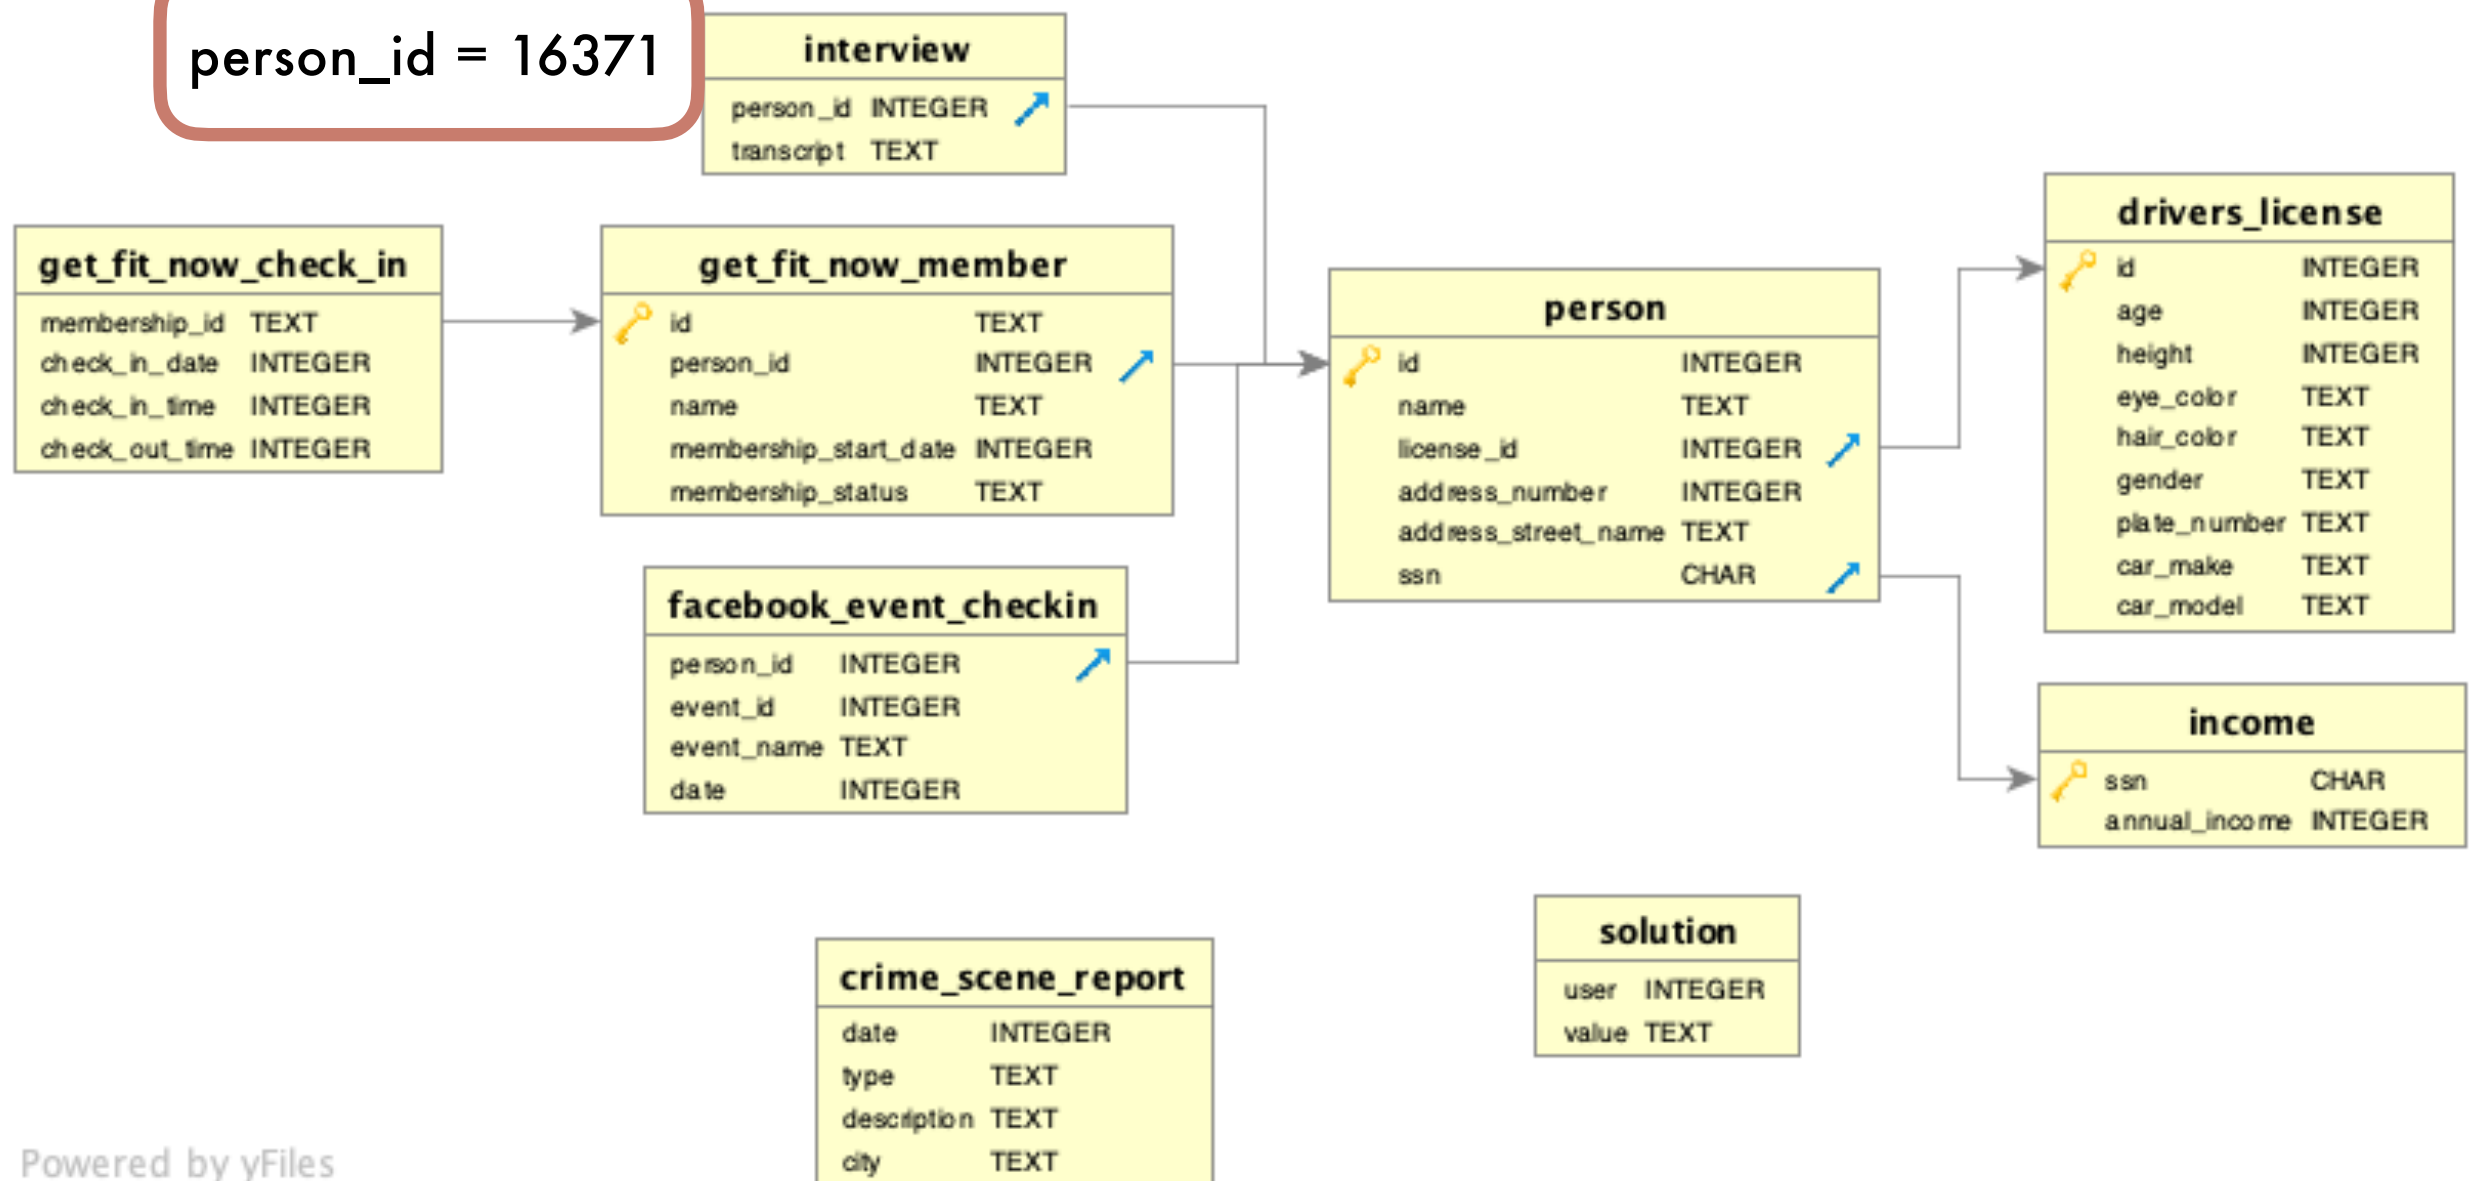 person_id = 16371
interview
person_id INTEGER
transcript TEXT
get_fit_now_check_in
membership_id TEXT
check_in_date INTEGER
check_in_time INTEGER
check_out_time INTEGER
get_fit_now_member
id TEXT
person_id INTEGER
name TEXT
membership_start_date INTEGER
membership_status TEXT
facebook_event_checkin
person_id INTEGER
event_id INTEGER
event_name TEXT
date INTEGER
person
id INTEGER
name TEXT
license_id INTEGER
address_number INTEGER
address_street_name TEXT
ssn CHAR
drivers_license
id INTEGER
age INTEGER
height INTEGER
eye_color TEXT
hair_color TEXT
gender TEXT
plate_number TEXT
car_make TEXT
car_model TEXT
income
ssn CHAR
annual_income INTEGER
solution
user INTEGER
value TEXT
crime_scene_report
date INTEGER
type TEXT
description TEXT
city TEXT
Powered by yFiles